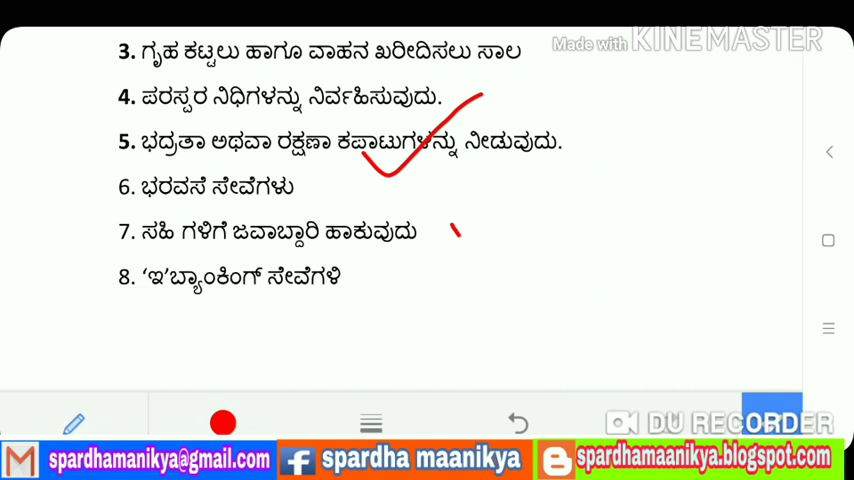 3. ಗೃಹ ಕಟ್ಟಲು ಹಾಗೂ ವಾಹನ ಖರೀದಿಸಲು ಸಾಲ
Made with KINEMASTER
4. ಪರಸ್ಪರ ನಿಧಿಗಳನ್ನು ನಿರ್ವಹಿಸುವುದು.
5. ಭದ್ರತಾ ಅಥವಾ ರಕ್ಷಣಾ ಕಪಾಟುಗಳನ್ನು ನೀಡುವುದು.
6. ಭರವಸೆ ಸೇವೆಗಳು
7. ಸಹಿ ಗಳಿಗೆ ಜವಾಬ್ದಾರಿ ಹಾಕುವುದು
8. ‘ಇ’ಬ್ಯಾಂಕಿಂಗ್ ಸೇವೆಗಳಿ
DU RECORDER
spardhamanikya@gmail.com spardha maanikya spardhamaanikya.blogspot.com